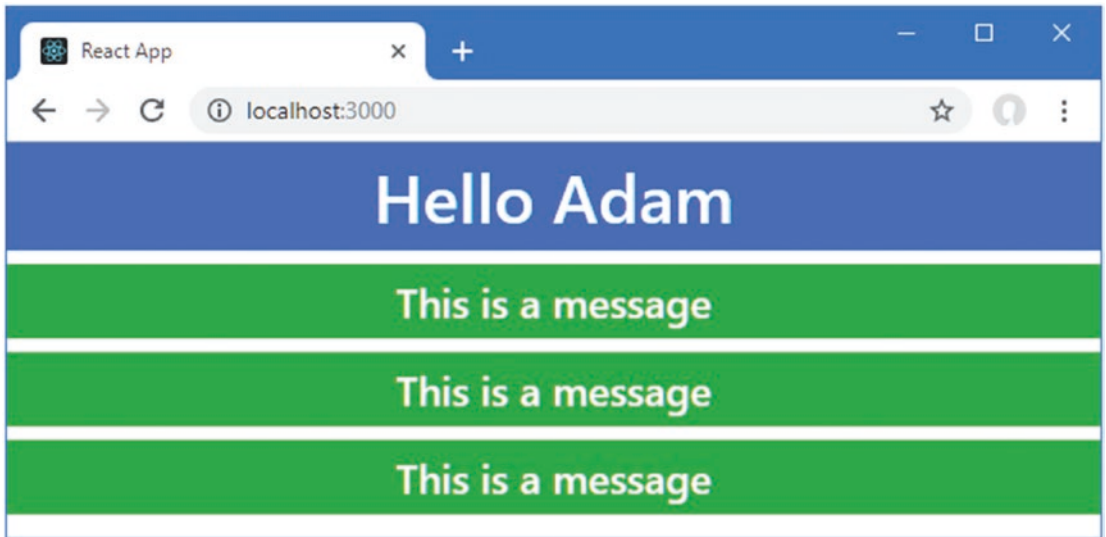 React App
localhost:3000
Hello Adam
This is a message
This is a message
This is a message